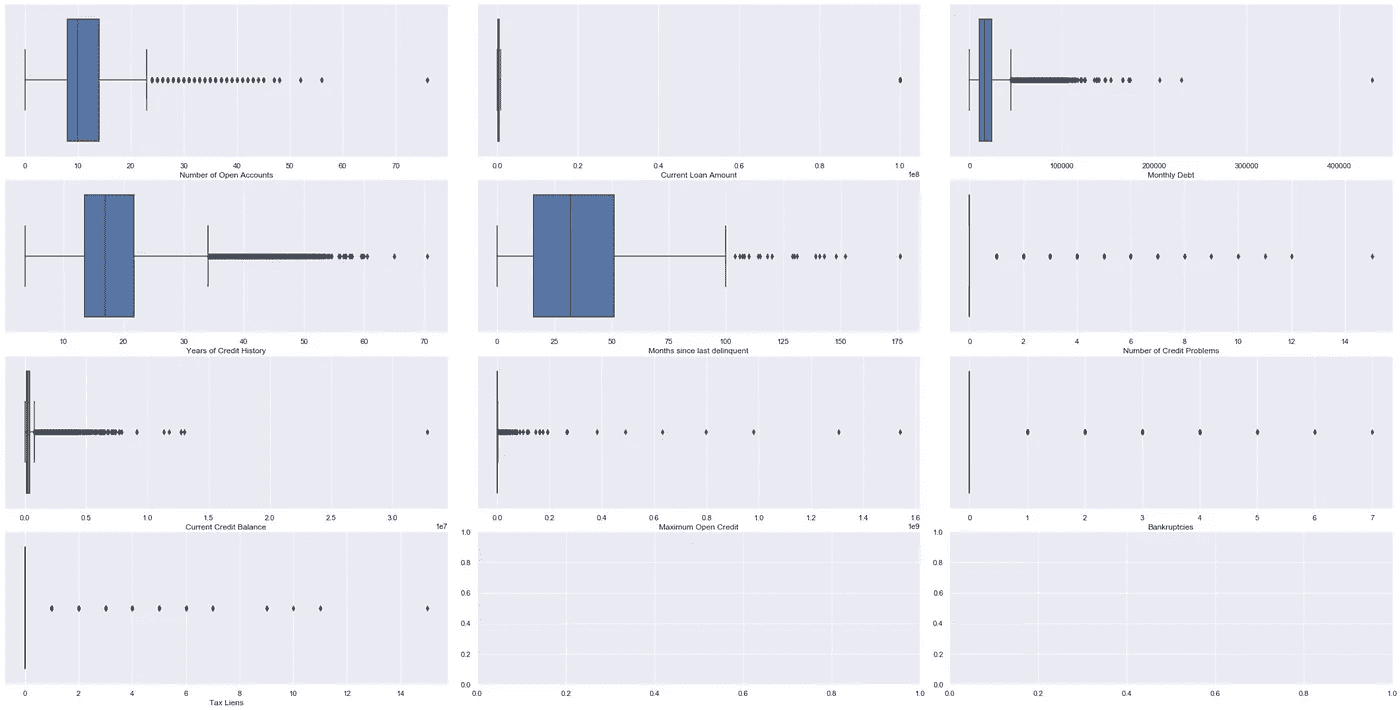 0 10 20 30 40 50 60 70
Number of Open Accounts
0.0 0.2 0.4 0.6 0.8 1.0
Current Loan Amount 1e8
0 100000 200000 300000 400000
Monthly Debt
10 20 30 40 50 60 70
Years of Credit History
0 25 50 75 100 125 150 175
Months since last delinquent
0 2 4 6 8 10 12 14
Number of Credit Problems
0.0 0.5 1.0 1.5 2.0 2.5 3.0
Current Credit Balance 1e7
0.0 0.2 0.4 0.6 0.8 1.0 1.2 1.4 1.6
Maximum Open Credit 1e9
0 1 2 3 4 5 6 7
Bankruptcies
0 2 4 6 8 10 12 14
Tax Liens
1.0
0.8
0.6
0.4
0.2
0.0
0.0 0.2 0.4 0.6 0.8 1.0
1.0
0.8
0.6
0.4
0.2
0.0
0.0 0.2 0.4 0.6 0.8 1.0